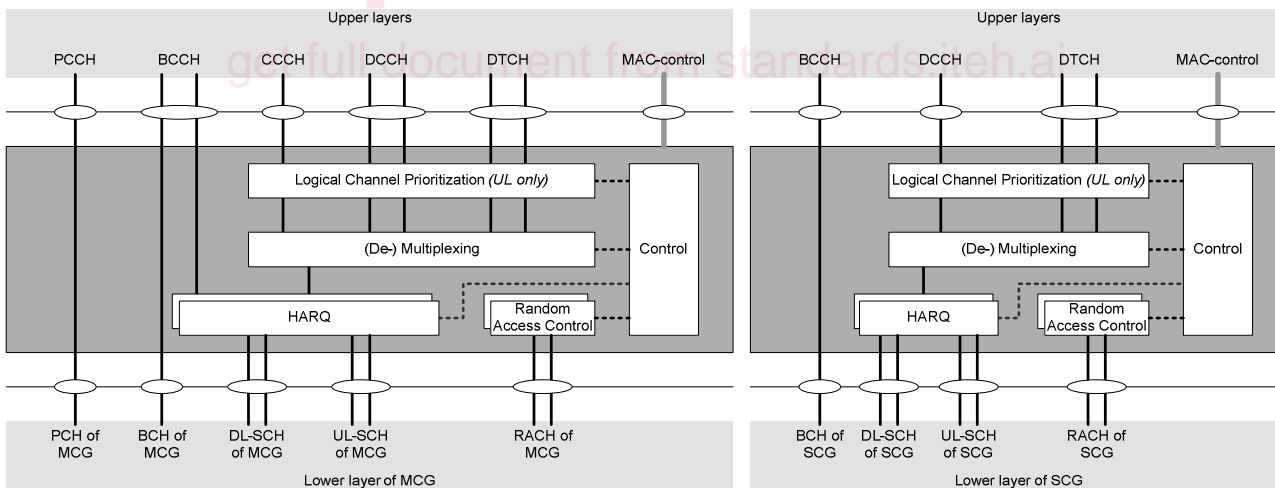 Upper layers
PCCH BCCH CCCH DCCH DTCH MAC-control
Logical Channel Prioritization (UL only)
(De-) Multiplexing
Control
HARQ
Random
Access Control
PCH of
MCG
BCH of
MCG
DL-SCH
of MCG
UL-SCH
of MCG
RACH of
MCG
Lower layer of MCG
Upper layers
BCCH DCCH DTCH MAC-control
Logical Channel Prioritization (UL only)
(De-) Multiplexing
Control
HARQ
Random
Access Control
BCH of
SCG
DL-SCH
of SCG
UL-SCH
of SCG
RACH of
SCG
Lower layer of SCG
get full document from standards.iteh.ai